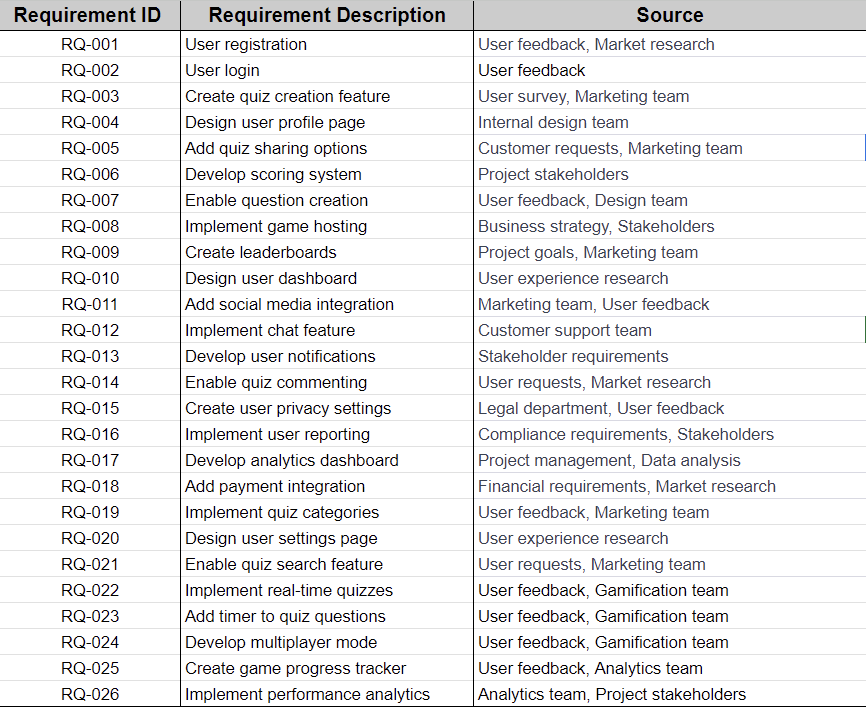 Requirement ID Requirement Description Source
RQ-001 User registration User feedback, Market research
RQ-002 User login User feedback
RQ-003 Create quiz creation feature User survey, Marketing team
RQ-004 Design user profile page Internal design team
RQ-005 Add quiz sharing options Customer requests, Marketing team
RQ-006 Develop scoring system Project stakeholders
RQ-007 Enable question creation User feedback, Design team
RQ-008 Implement game hosting Business strategy, Stakeholders
RQ-009 Create leaderboards Project goals, Marketing team
RQ-010 Design user dashboard User experience research
RQ-011 Add social media integration Marketing team, User feedback
RQ-012 Implement chat feature Customer support team
RQ-013 Develop user notifications Stakeholder requirements
RQ-014 Enable quiz commenting User requests, Market research
RQ-015 Create user privacy settings Legal department, User feedback
RQ-016 Implement user reporting Compliance requirements, Stakeholders
RQ-017 Develop analytics dashboard Project management, Data analysis
RQ-018 Add payment integration Financial requirements, Market research
RQ-019 Implement quiz categories User feedback, Marketing team
RQ-020 Design user settings page User experience research
RQ-021 Enable quiz search feature User requests, Marketing team
RQ-022 Implement real-time quizzes User feedback, Gamification team
RQ-023 Add timer to quiz questions User feedback, Gamification team
RQ-024 Develop multiplayer mode User feedback, Gamification team
RQ-025 Create game progress tracker User feedback, Analytics team
RQ-026 Implement performance analytics Analytics team, Project stakeholders